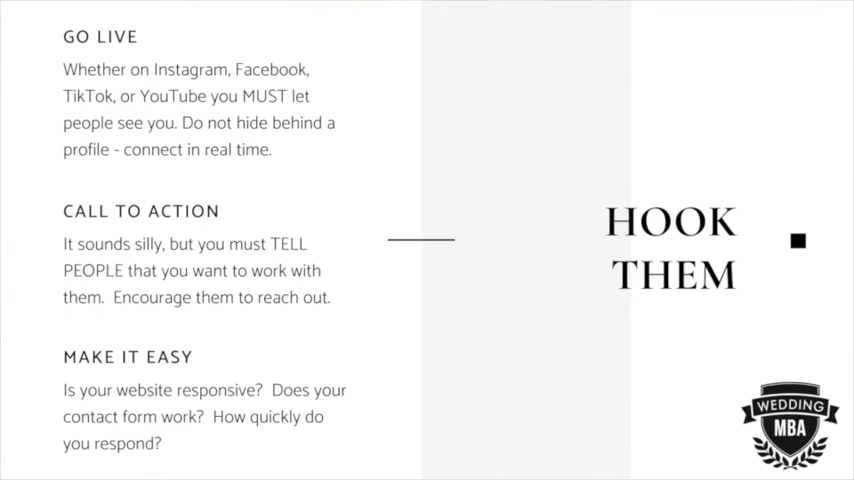 GO LIVE
Whether on Instagram, Facebook,
TikTok, or YouTube you MUST let
people see you. Do not hide behind a
profile - connect in real time.
CALL TO ACTION
It sounds silly, but you must TELL
PEOPLE that you want to work with
them.  Encourage them to reach out.
MAKE IT EASY
Is your website responsive?  Does your
contact form work?  How quickly do
you respond?
HOOK
THEM
WEDDING
MBA